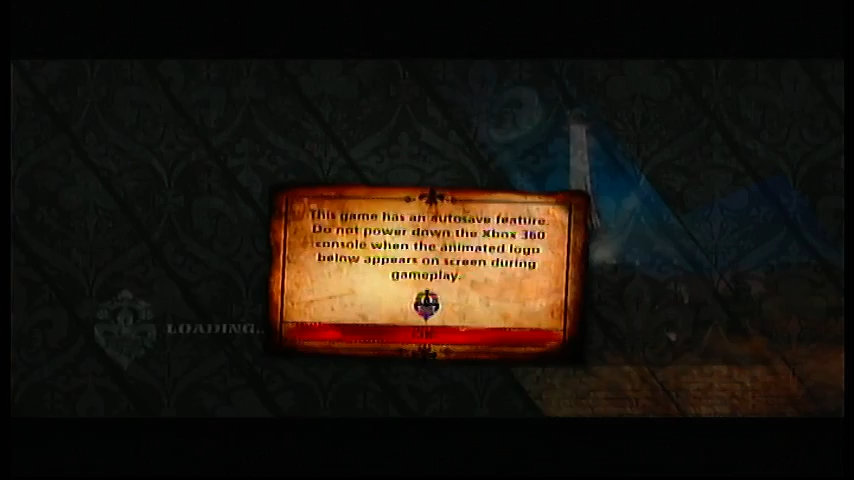 This game has an autosave feature.
Do not power down the Xbox 360
console when the animated logo
below appears on screen during
gameplay.
LOADING..
OK